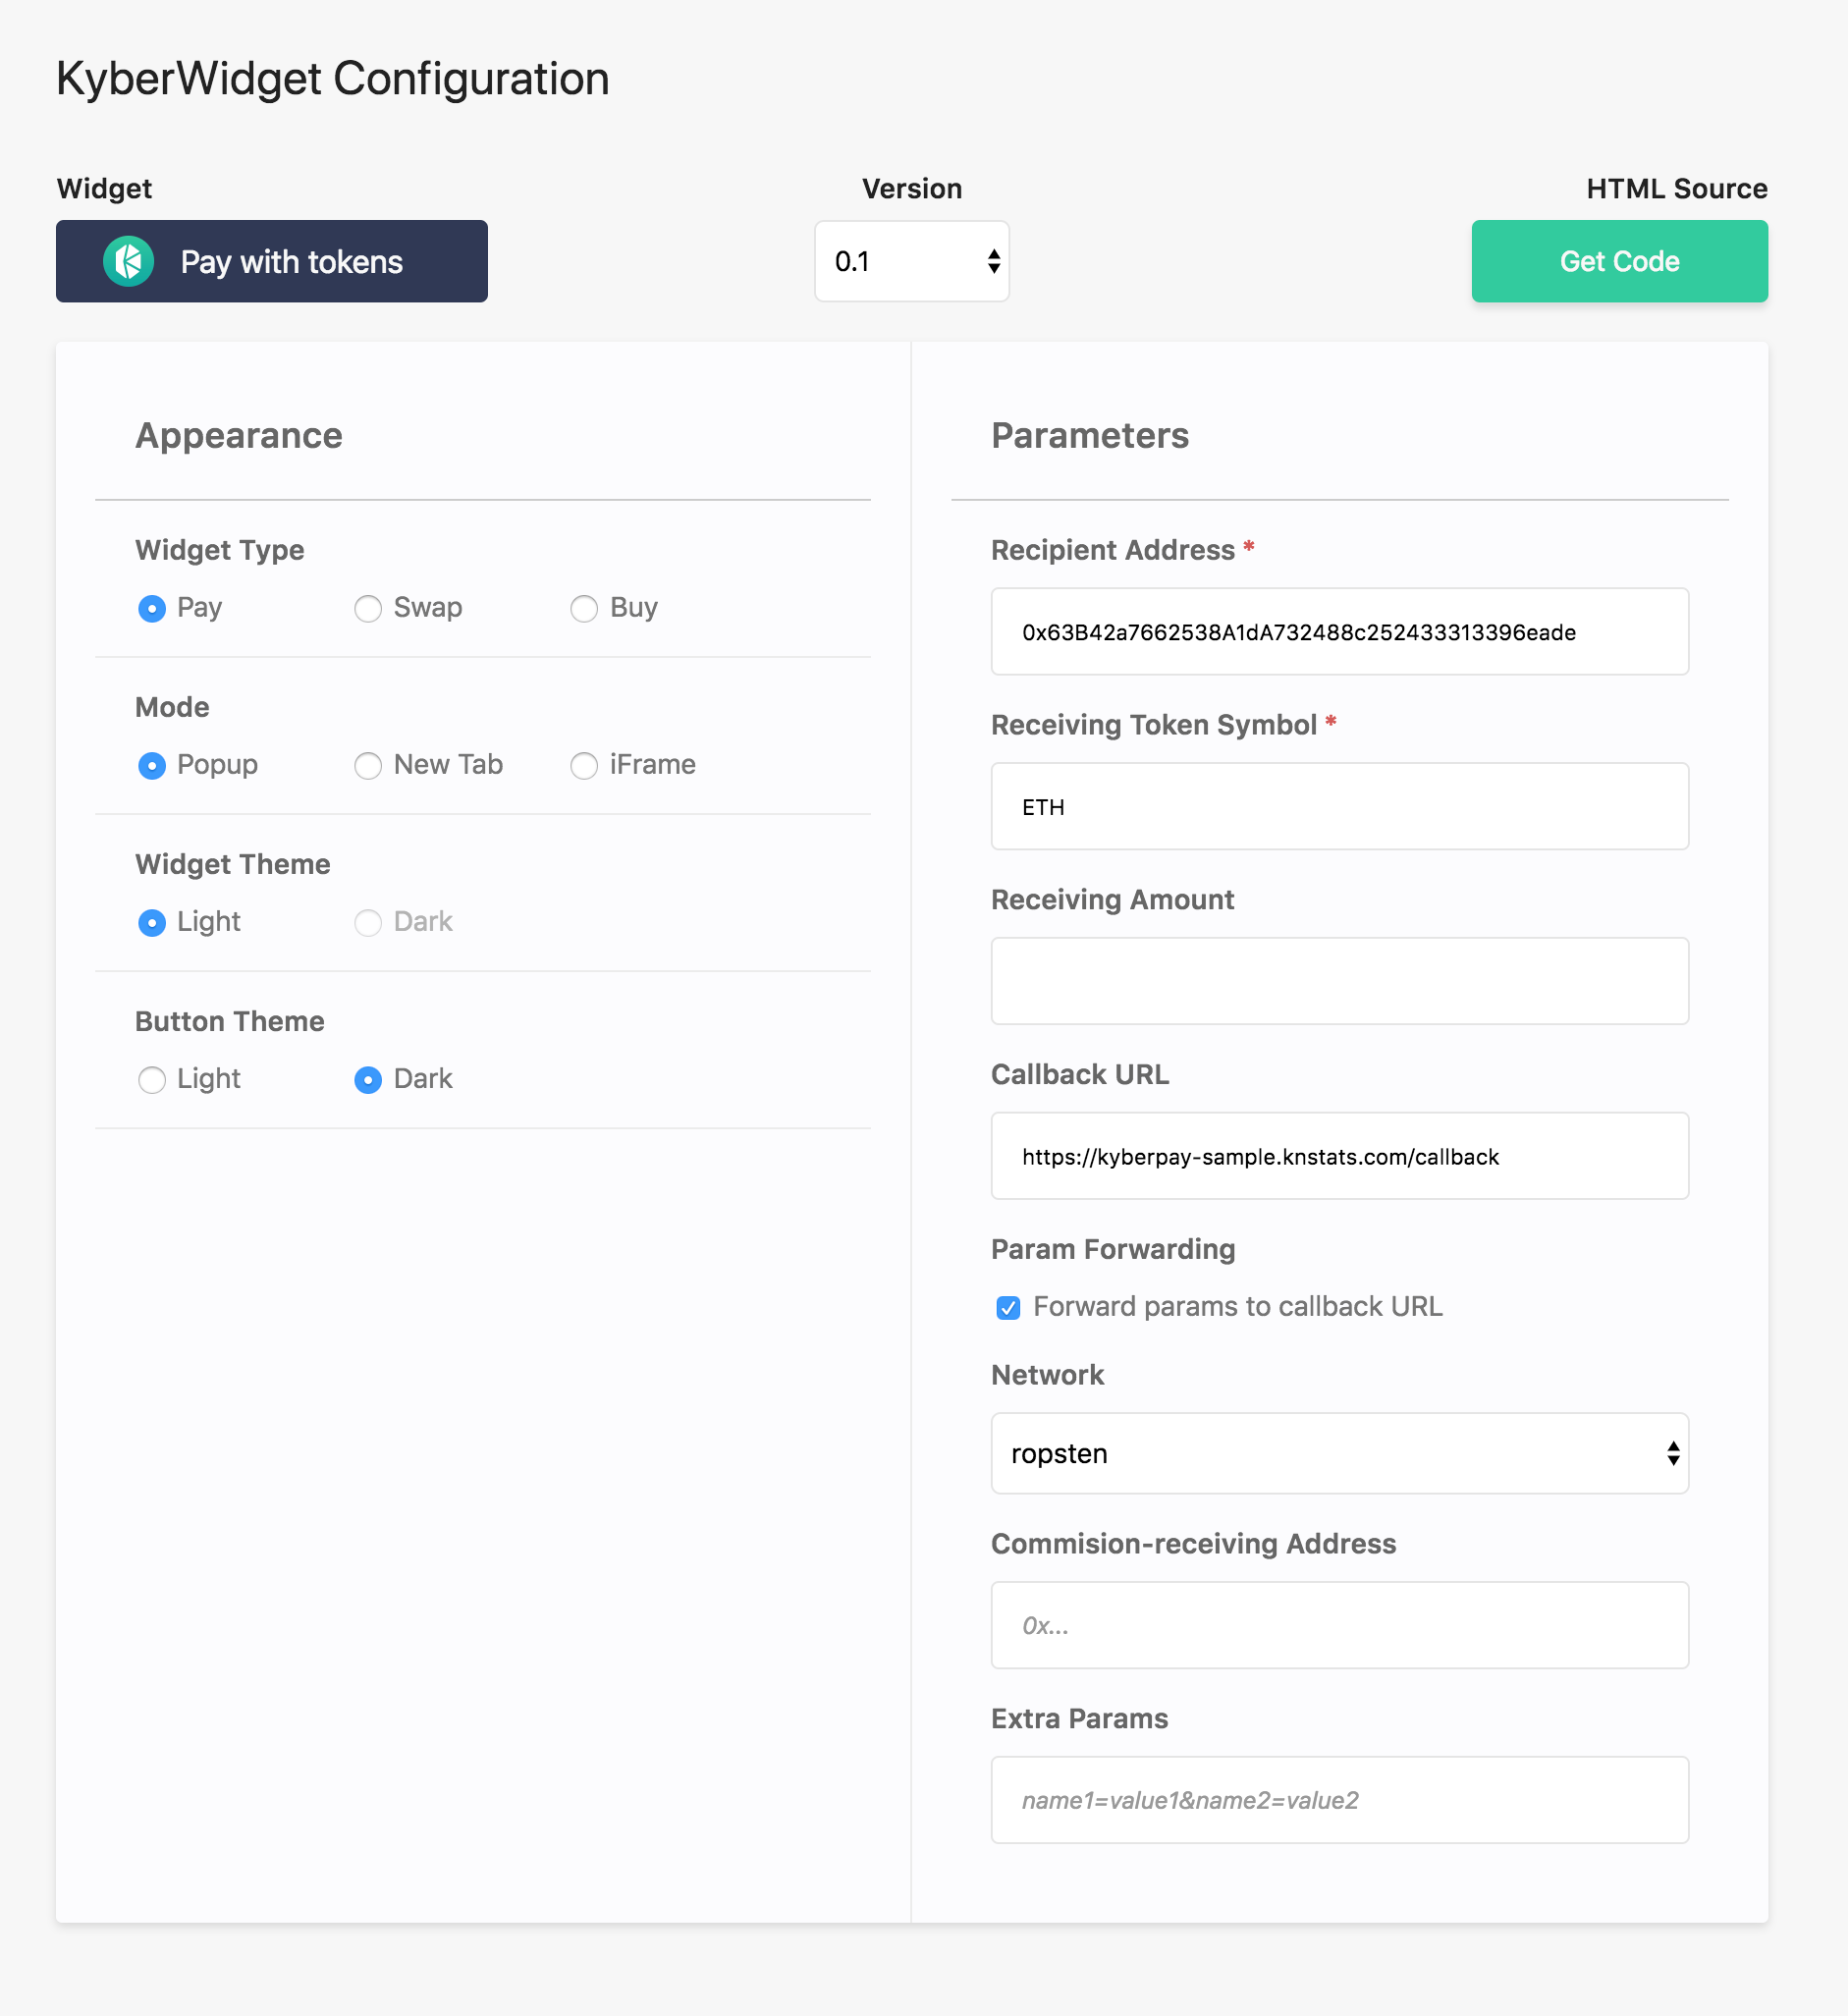 KyberWidget Configuration
Widget
Version
HTML Source
Pay with tokens
0.1
Get Code
Appearance
Widget Type
Pay
Swap
Buy
Mode
Popup
New Tab
iFrame
Widget Theme
Light
Dark
Button Theme
Light
Dark
Parameters
Recipient Address *
0x63B42a7662538A1dA732488c252433313396eade
Receiving Token Symbol *
ETH
Receiving Amount
Callback URL
https://kyberpay-sample.knstats.com/callback
Param Forwarding
Forward params to callback URL
Network
ropsten
Commision-receiving Address
0x...
Extra Params
name1=value1&name2=value2